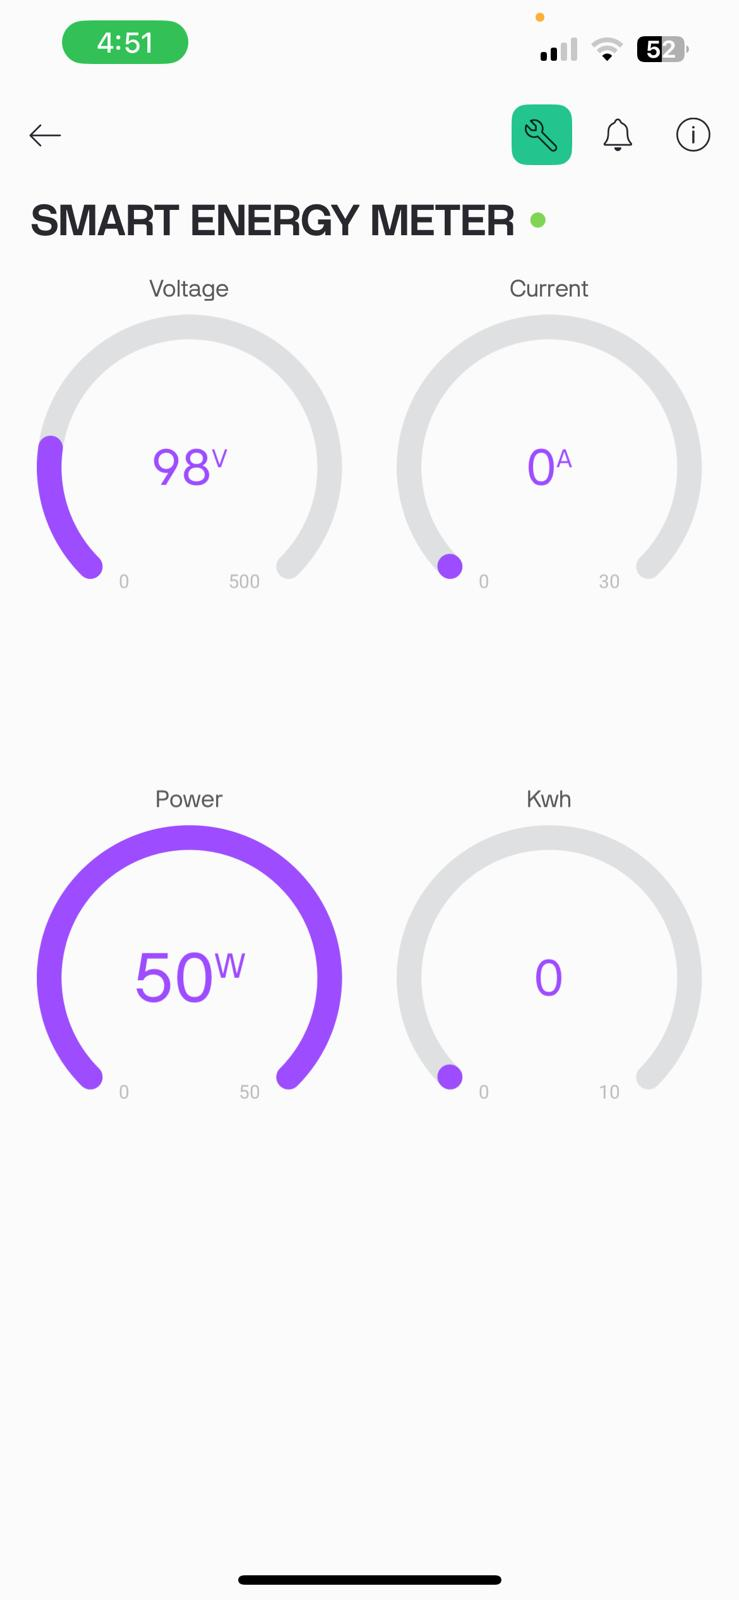 4:51
52
SMART ENERGY METER
Voltage Current
98V 0A
0 500 0 30
Power Kwh
50W 0
0 50 0 10